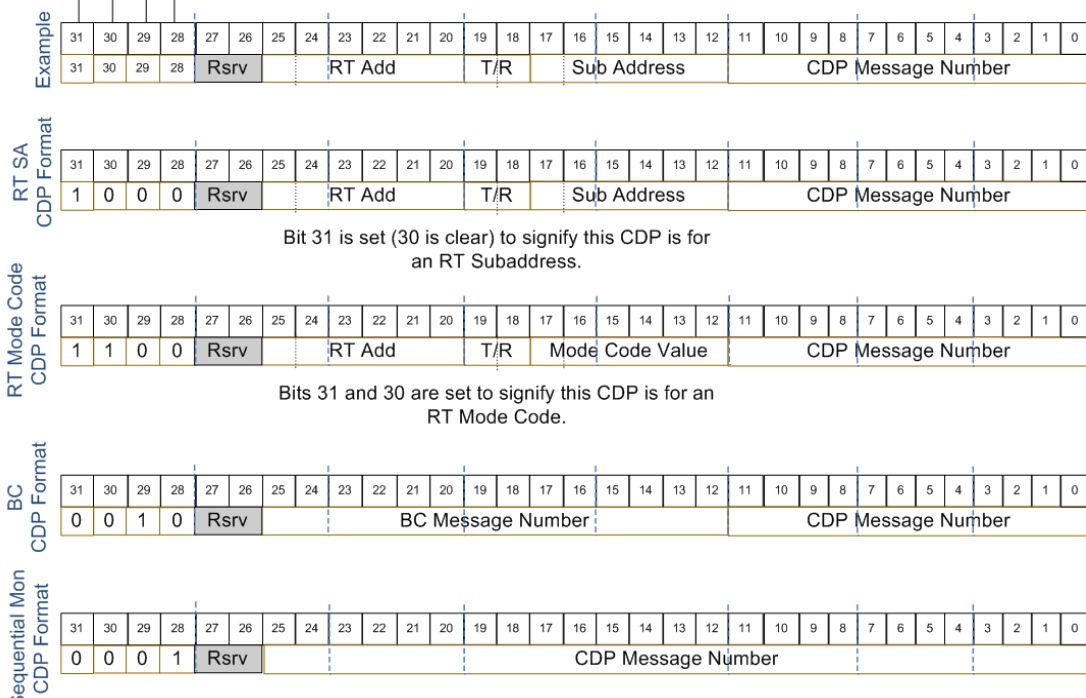 Example
31 30 29 28 27 26 25 24 23 22 21 20 19 18 17 16 15 14 13 12 11 10 9 8 7 6 5 4 3 2 1 0
31 30 29 28 Rsrv RT Add T/R Sub Address CDP Message Number
RT SA
CDP Format
31 30 29 28 27 26 25 24 23 22 21 20 19 18 17 16 15 14 13 12 11 10 9 8 7 6 5 4 3 2 1 0
1 0 0 0 Rsrv RT Add T/R Sub Address CDP Message Number
Bit 31 is set (30 is clear) to signify this CDP is for
an RT Subaddress.
RT Mode Code
CDP Format
31 30 29 28 27 26 25 24 23 22 21 20 19 18 17 16 15 14 13 12 11 10 9 8 7 6 5 4 3 2 1 0
1 1 0 0 Rsrv RT Add T/R Mode Code Value CDP Message Number
Bits 31 and 30 are set to signify this CDP is for an
RT Mode Code.
BC
CDP Format
31 30 29 28 27 26 25 24 23 22 21 20 19 18 17 16 15 14 13 12 11 10 9 8 7 6 5 4 3 2 1 0
0 0 1 0 Rsrv BC Message Number CDP Message Number
Sequential Mon
CDP Format
31 30 29 28 27 26 25 24 23 22 21 20 19 18 17 16 15 14 13 12 11 10 9 8 7 6 5 4 3 2 1 0
0 0 0 1 Rsrv CDP Message Number